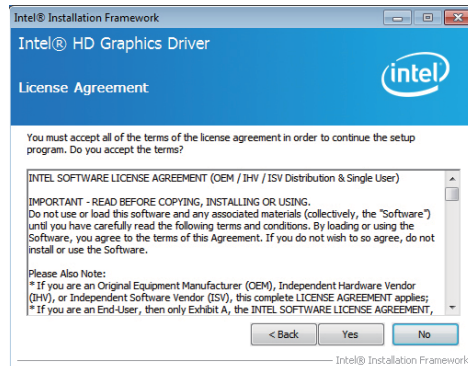 Intel® Installation Framework
Intel® HD Graphics Driver
License Agreement
intel
You must accept all of the terms of the license agreement in order to continue the setup
program. Do you accept the terms?
INTEL SOFTWARE LICENSE AGREEMENT (OEM / IHV / ISV Distribution & Single User)
IMPORTANT - READ BEFORE COPYING, INSTALLING OR USING.
Do not use or load this software and any associated materials (collectively, the "Software")
until you have carefully read the following terms and conditions. By loading or using the
Software, you agree to the terms of this Agreement. If you do not wish to so agree, do not
install or use the Software.
Please Also Note:
* If you are an Original Equipment Manufacturer (OEM), Independent Hardware Vendor
(IHV), or Independent Software Vendor (ISV), this complete LICENSE AGREEMENT applies;
* If you are an End-User, then only Exhibit A, the INTEL SOFTWARE LICENSE AGREEMENT,
< Back Yes No
Intel® Installation Framework